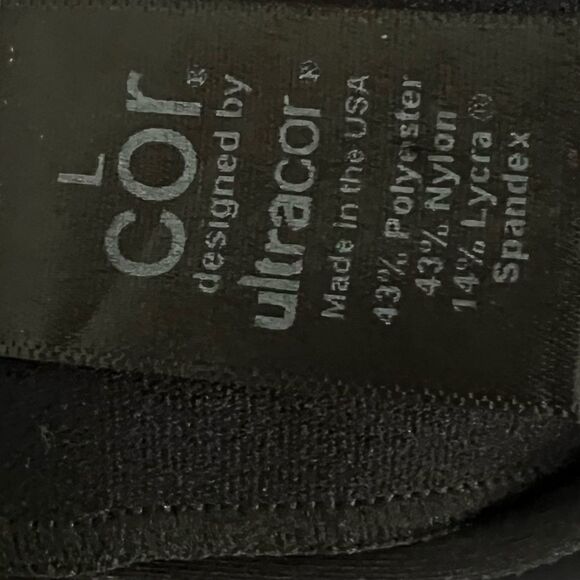 L
cor®
designed by
ultracor®
Made in the USA
43% Polyester
43% Nylon
14% Lycra®
Spandex